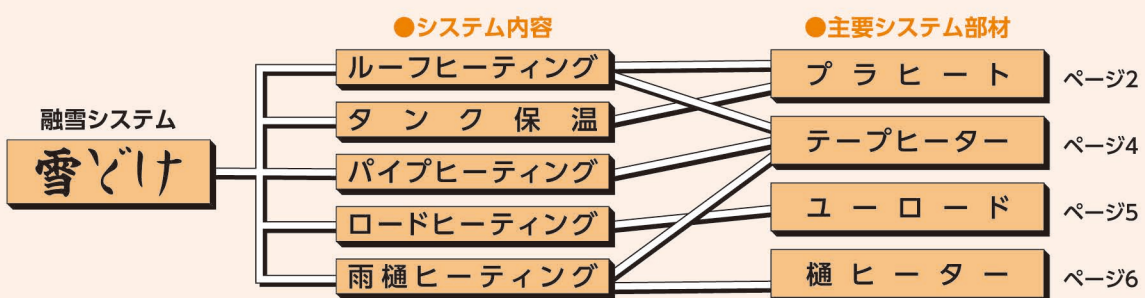 ●システム内容
●主要システム部材
融雪システム
雪どけ
ルーフヒーティング
タンク保温
パイプヒーティング
ロードヒーティング
雨樋ヒーティング
プラヒート ページ2
テープヒーター ページ4
ユーロード ページ5
樋ヒーター ページ6